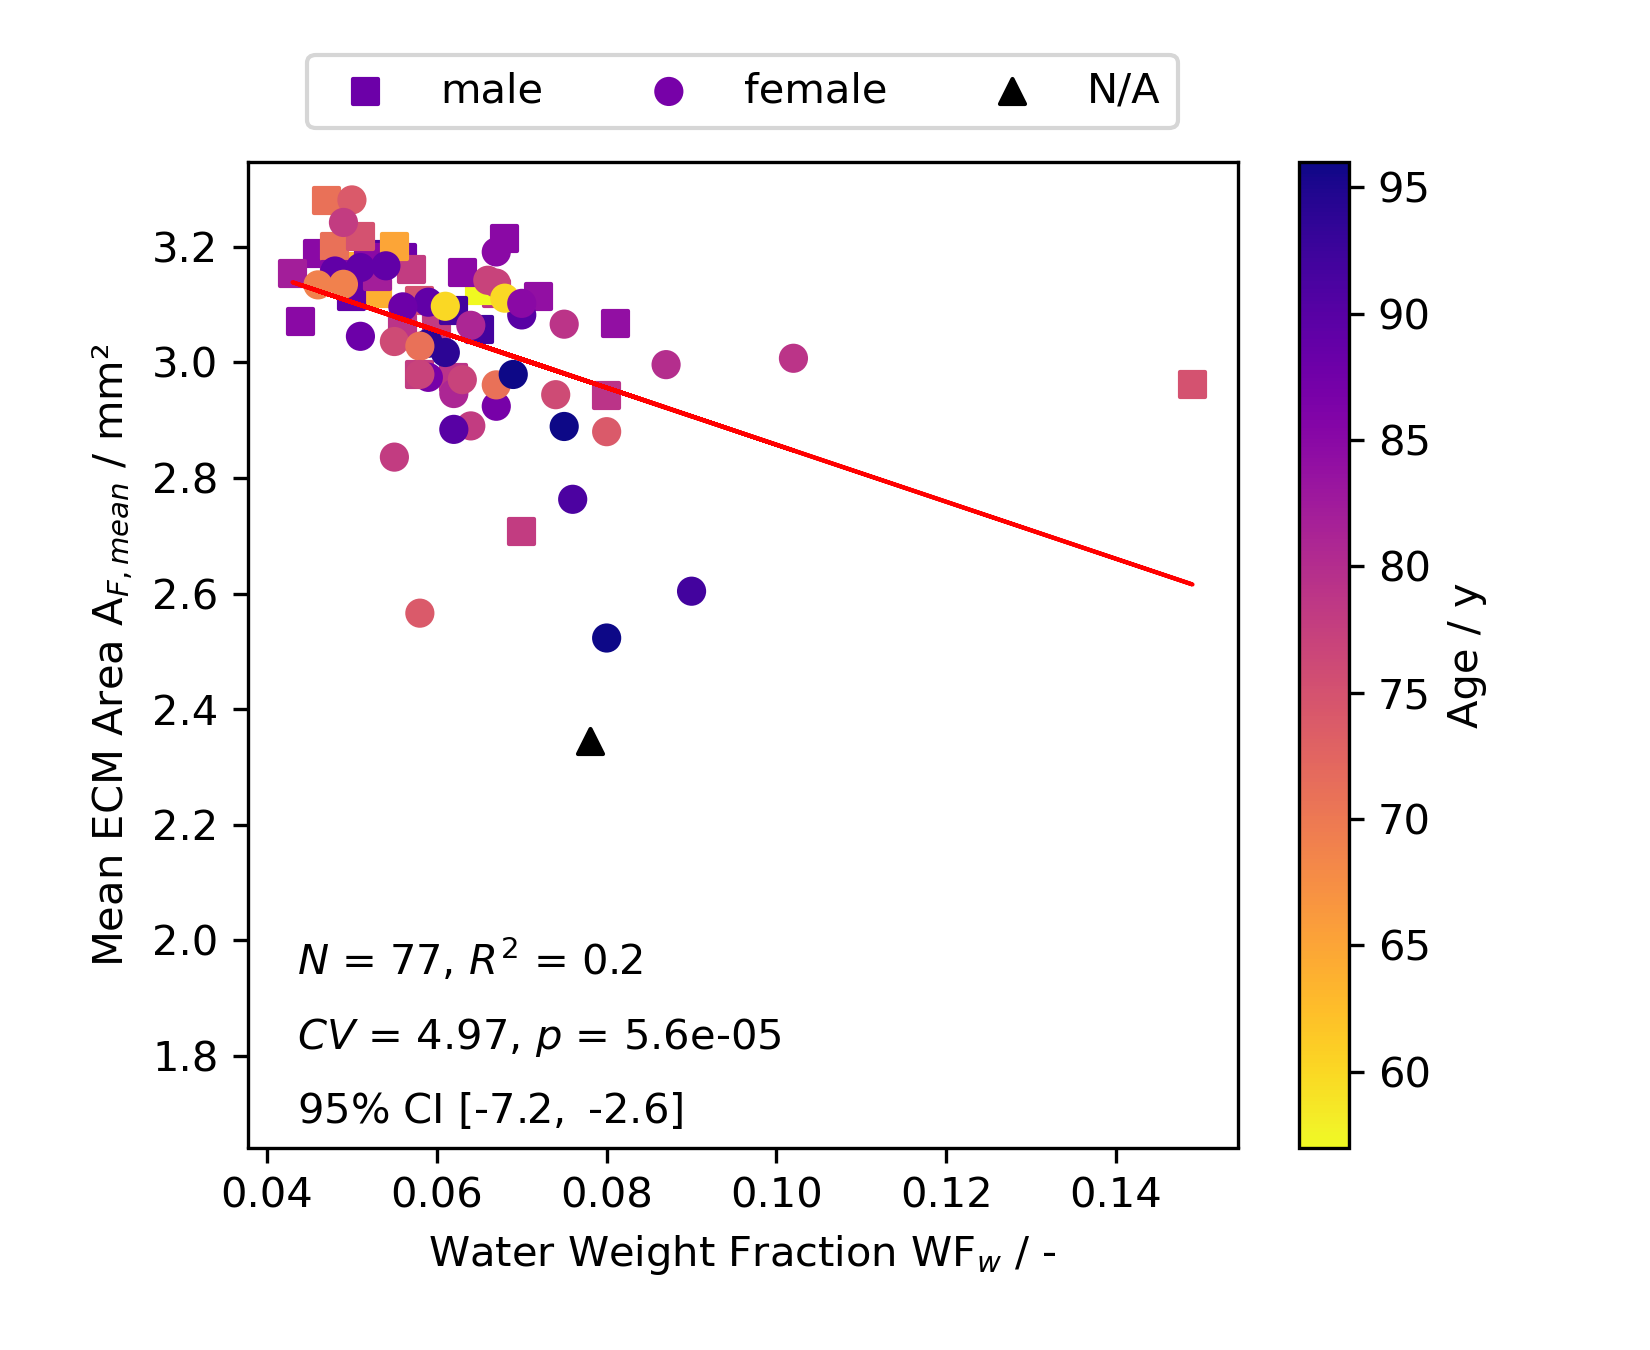 male female N/A
3.2
3.0
2.8
2.6
2.4
2.2
2.0
1.8
Mean ECM Area A_{F, mean} / mm²
N = 77, R² = 0.2
CV = 4.97, p = 5.6e-05
95% CI [-7.2, -2.6]
0.04 0.06 0.08 0.10 0.12 0.14
Water Weight Fraction WF_w / -
95
90
85
80
75
70
65
60
Age / y